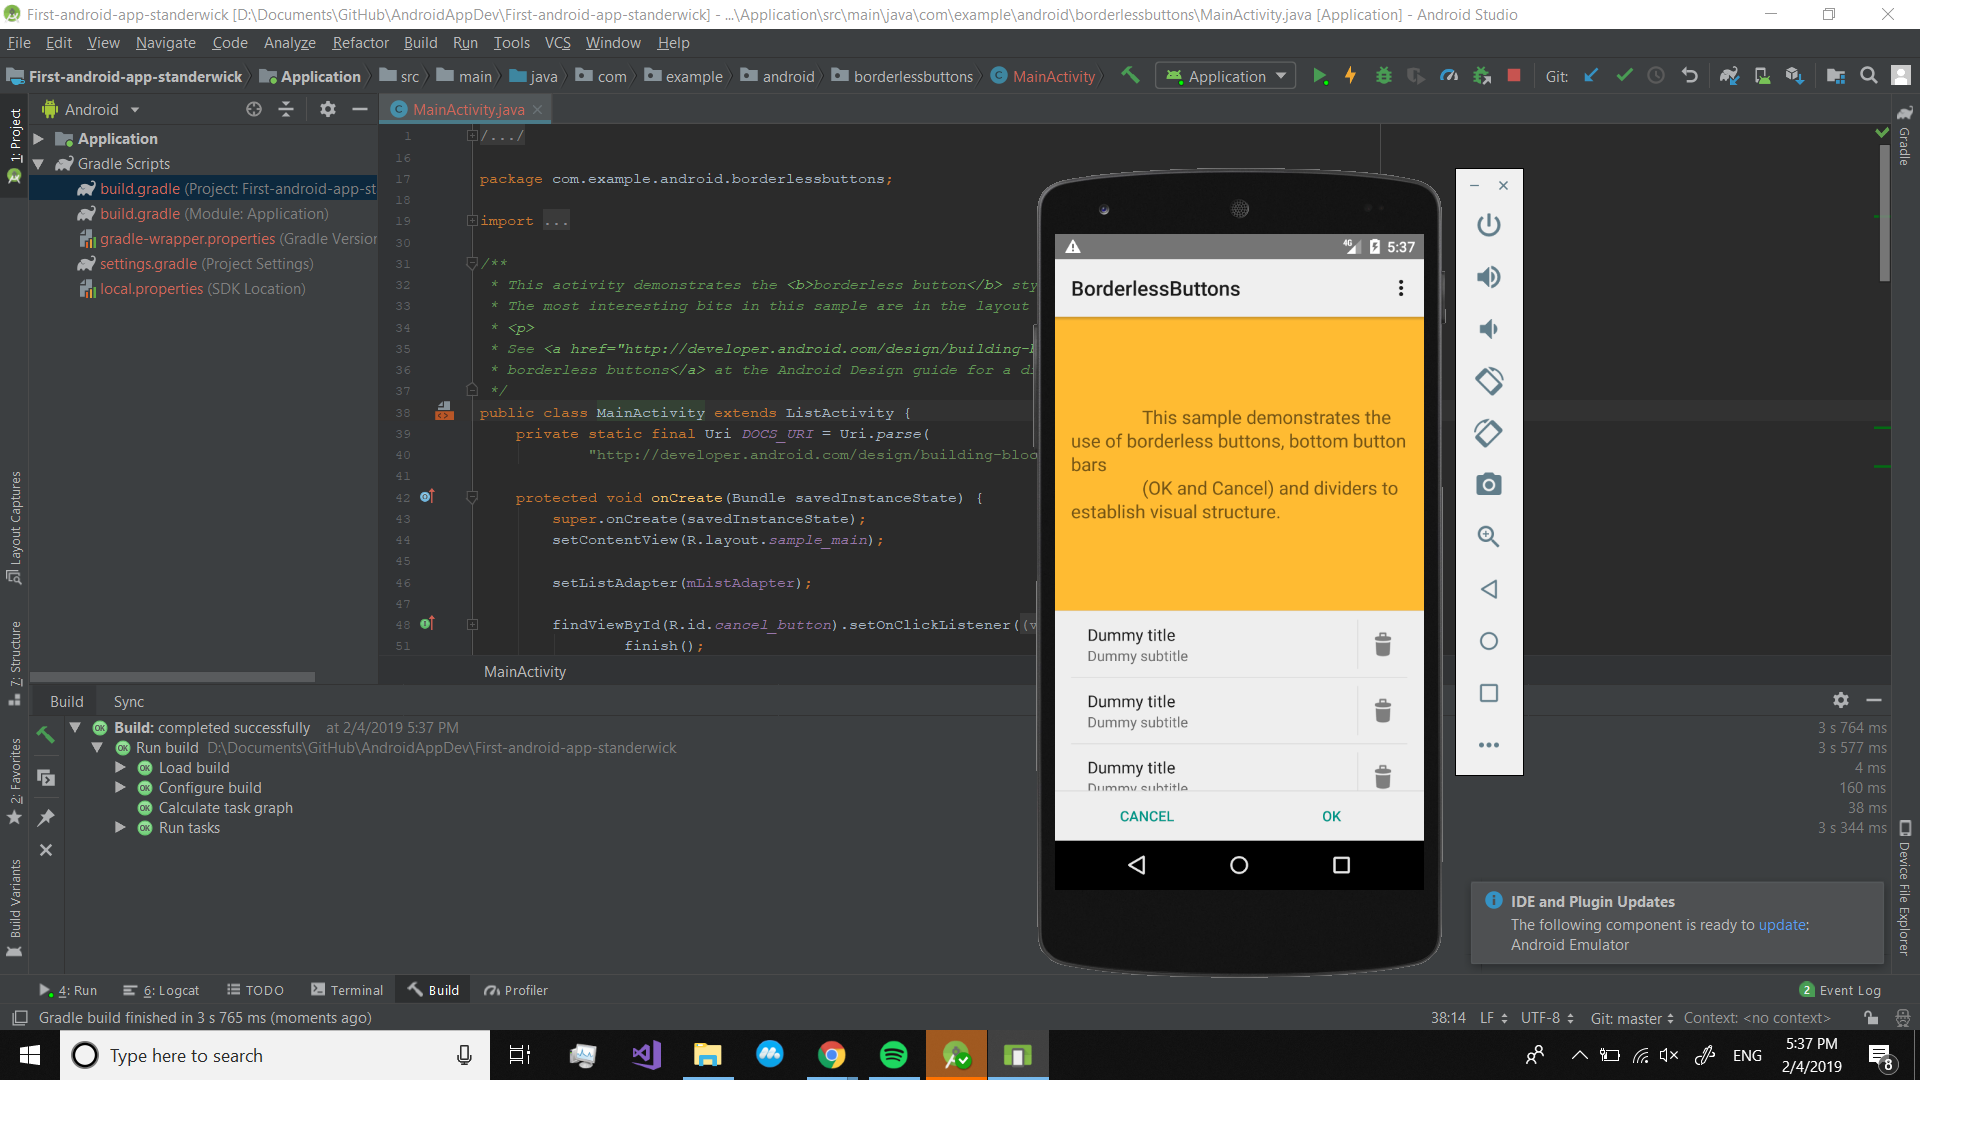 First-android-app-standerwick [D:\Documents\GitHub\AndroidAppDev\First-android-app-standerwick] - ...\Application\src\main\java\com\example\android\borderlessbuttons\MainActivity.java [Application] - Android Studio
File Edit View Navigate Code Analyze Refactor Build Run Tools VCS Window Help
First-android-app-standerwick Application src main java com example android borderlessbuttons MainActivity Application Git:
Android
MainActivity.java
1: Project
Application
Gradle Scripts
build.gradle (Project: First-android-app-st
build.gradle (Module: Application)
gradle-wrapper.properties (Gradle Version
settings.gradle (Project Settings)
local.properties (SDK Location)
Layout Captures
7: Structure
2: Favorites
Build Variants
1 /.../
16
17 package com.example.android.borderlessbuttons;
18
19 import ...
30
31 /**
32 * This activity demonstrates the <b>borderless button</b> sty
33 * The most interesting bits in this sample are in the layout
34 * <p>
35 * See <a href="http://developer.android.com/design/building-b
36 * borderless buttons</a> at the Android Design guide for a di
37 */
38 public class MainActivity extends ListActivity {
39 private static final Uri DOCS_URI = Uri.parse(
40 "http://developer.android.com/design/building-bloc
41
42 protected void onCreate(Bundle savedInstanceState) {
43 super.onCreate(savedInstanceState);
44 setContentView(R.layout.sample_main);
45
46 setListAdapter(mListAdapter);
47
48 findViewById(R.id.cancel_button).setOnClickListener((v
51 finish();
MainActivity
Gradle
Device File Explorer
4G 5:37
BorderlessButtons
This sample demonstrates the
use of borderless buttons, bottom button
bars
(OK and Cancel) and dividers to
establish visual structure.
Dummy title
Dummy subtitle
Dummy title
Dummy subtitle
Dummy title
Dummy subtitle
CANCEL OK
Build Sync
Build: completed successfully at 2/4/2019 5:37 PM 3 s 764 ms
Run build D:\Documents\GitHub\AndroidAppDev\First-android-app-standerwick 3 s 577 ms
Load build 4 ms
Configure build 160 ms
Calculate task graph 38 ms
Run tasks 3 s 344 ms
IDE and Plugin Updates
The following component is ready to update:
Android Emulator
4: Run 6: Logcat TODO Terminal Build Profiler 2 Event Log
Gradle build finished in 3 s 765 ms (moments ago) 38:14 LF UTF-8 Git: master Context: <no context>
Type here to search
ENG
5:37 PM
2/4/2019
8